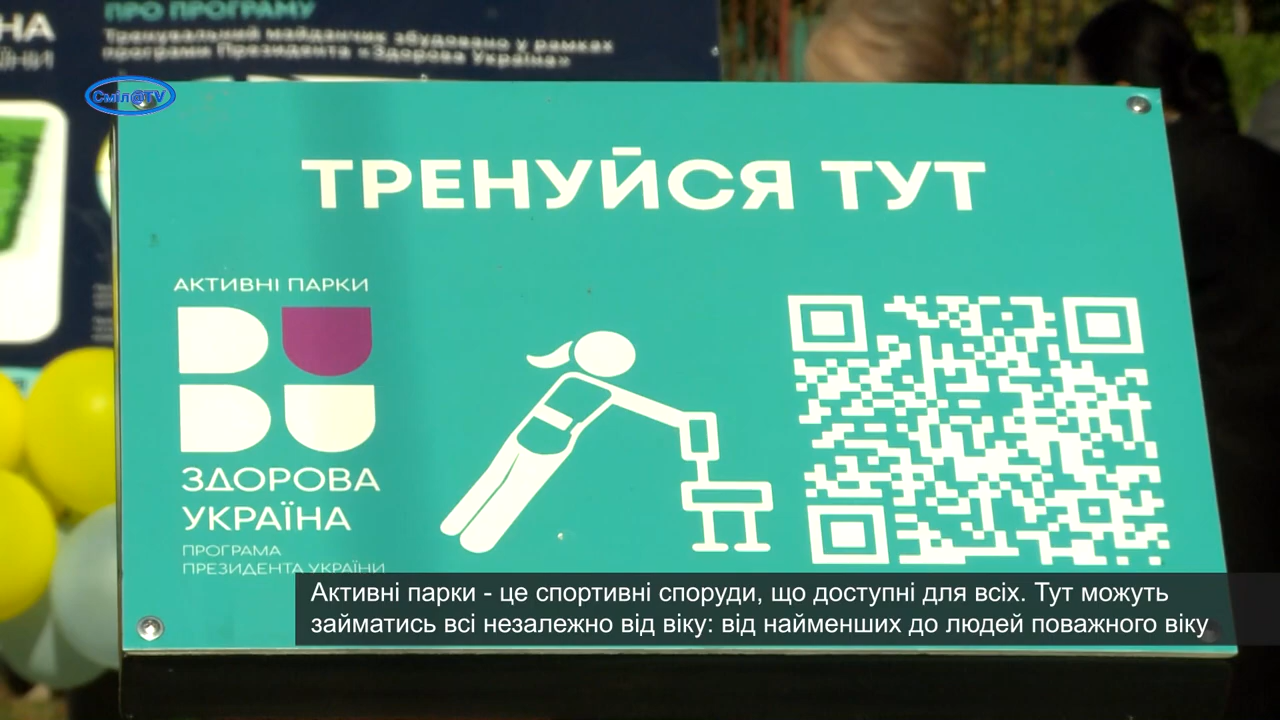 НА
ПРО ПРОГРАМУ
Тренувальний майданчик збудовано у рамках
програми Президента «Здорова Україна»
Сміл@TV
ТРЕНУЙСЯ ТУТ
АКТИВНІ ПАРКИ
ЗДОРОВА
УКРАЇНА
ПРОГРАМА
ПРЕЗИДЕНТА УКРАЇНИ
Активні парки - це спортивні споруди, що доступні для всіх. Тут можуть
займатись всі незалежно від віку: від найменших до людей поважного віку